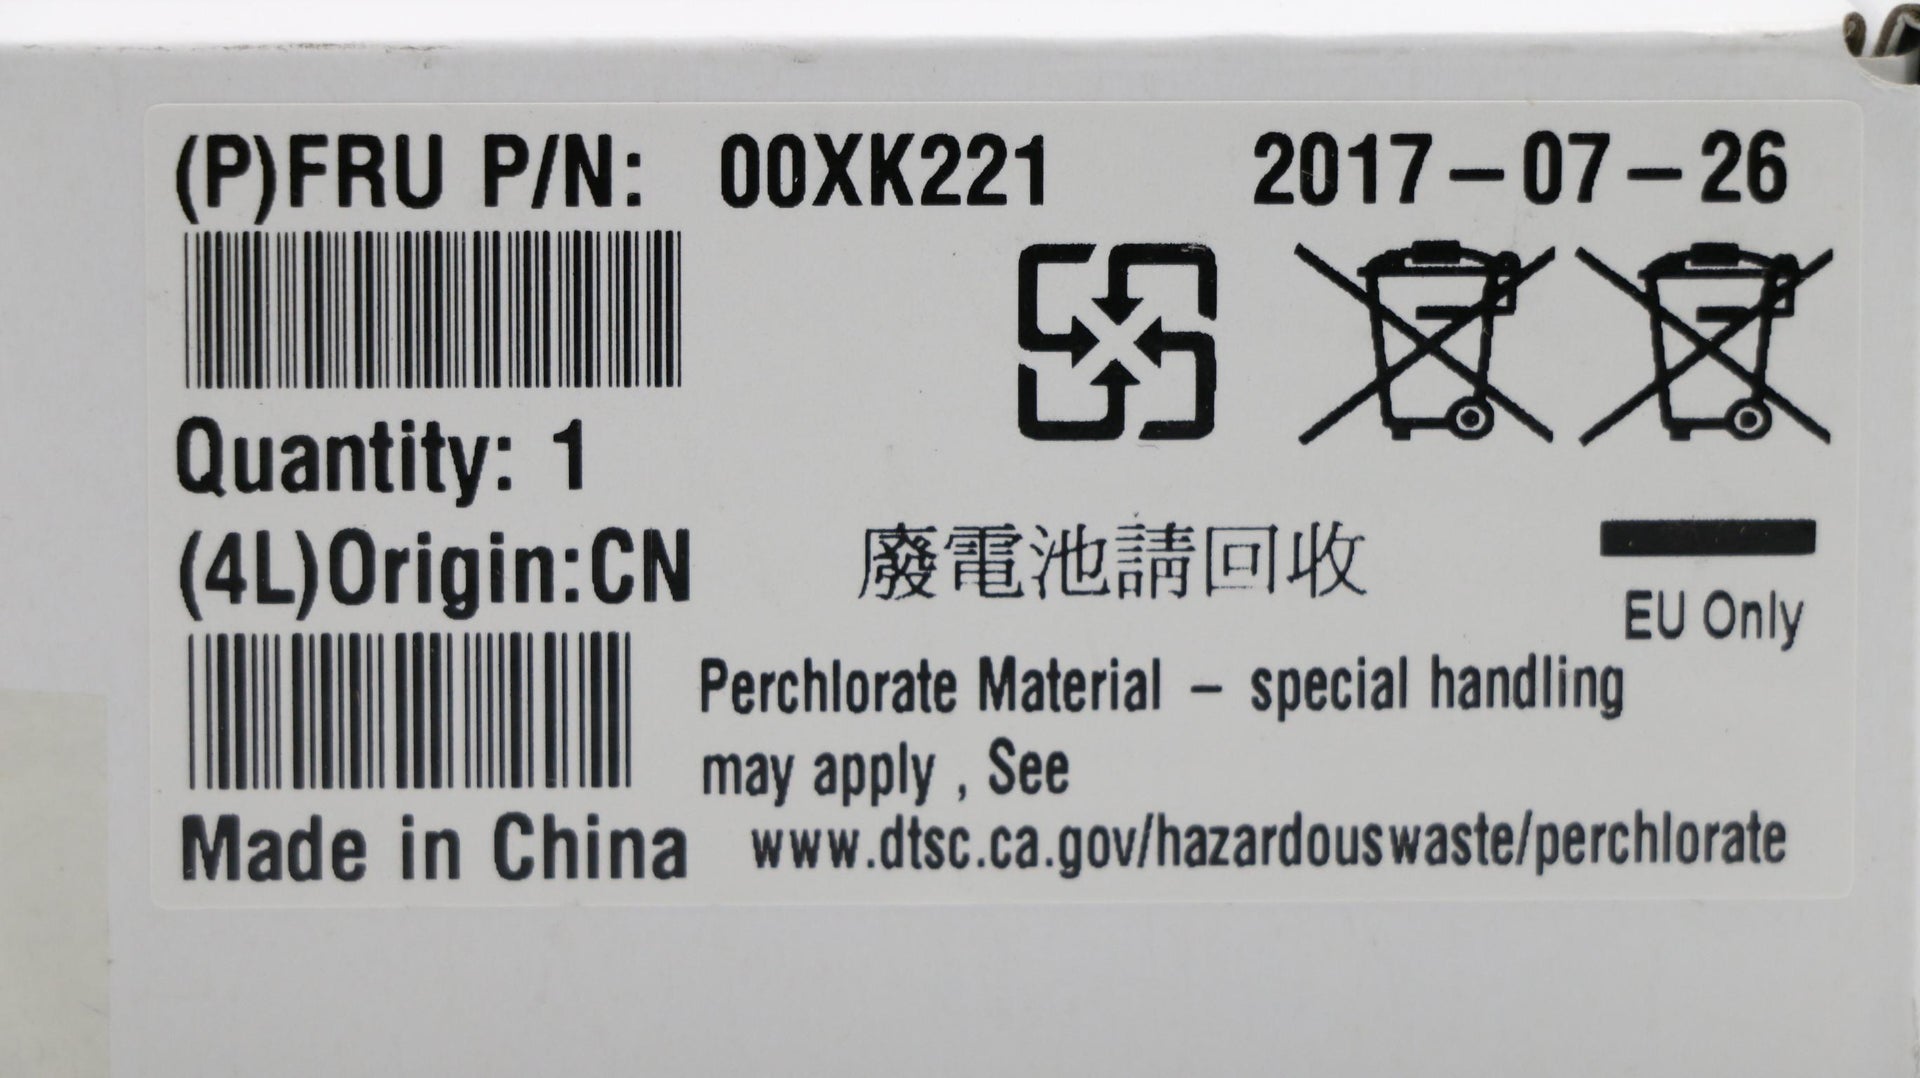 (P)FRU P/N: 00XK221 2017-07-26
Quantity: 1
(4L)Origin:CN
廢電池請回收
EU Only
Perchlorate Material – special handling
may apply , See
Made in China www.dtsc.ca.gov/hazardouswaste/perchlorate